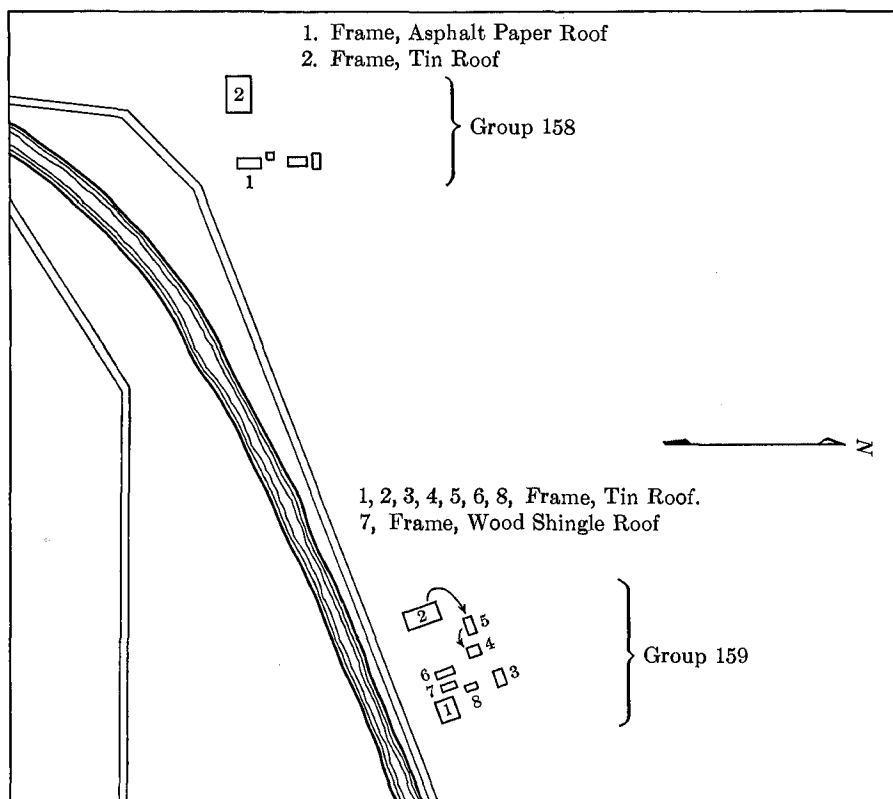 1. Frame, Asphalt Paper Roof
2. Frame, Tin Roof
2
Group 158
1
N
1, 2, 3, 4, 5, 6, 8, Frame, Tin Roof.
7, Frame, Wood Shingle Roof
2
5
4
Group 159
6
3
7
8
1